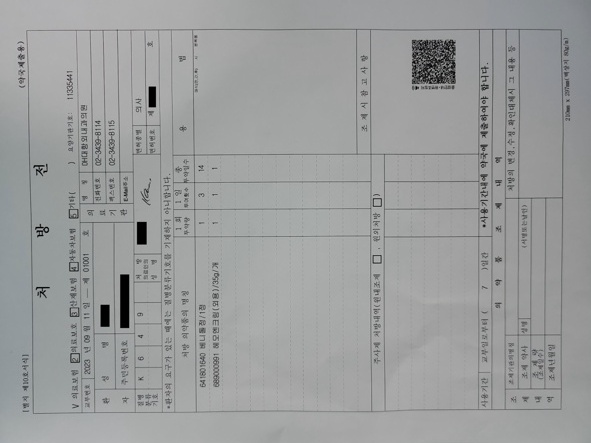 [별지 제10호서식]
(약국제출용)
처 방 전
V 의료보험 2 의료보호 3 산재보험 4 자동차보험 5 기타( ) 요양기관기호: 11335441
교부번호 2023 년 09 월 11 일 — 제 01001 호
의료기관
명 칭 DH대항외내과의원
전화번호 02-3439-8114
팩스번호 02-3439-8115
E-Mail주소
환자
성 명
주민등록번호
질병분류기호 K 6 4 9
처 방 의료인의 성 명
면허종별 의사
면허번호 제 호
*환자의 요구가 있는 때에는 질병분류기호를 기재하지 아니합니다.
처방 의약품의 명칭
1 회 투약량
1 일 투여횟수
총 투약일수
용 법
641801640 베니톨정/1정 1 3 14
689000991 헤모렌크림(외용)/35g/개 1 1 1
주사제 처방내역(원내조제 □, 원외처방 □)
조 제 시 참 고 사 항
사용기간 교부일로부터 ( 7 )일간
*사용기간내에 약국에 제출하여야 합니다.
의 약 품 조 제 내 역
조제내역
조제기관의명칭
조제 약사 성명 (서명또는날인)
조제량 (조제일수)
조제년월일
처방의 변경,수정,확인대체시 그 내용 등
210mm x 297mm(배상지 80g/㎡)